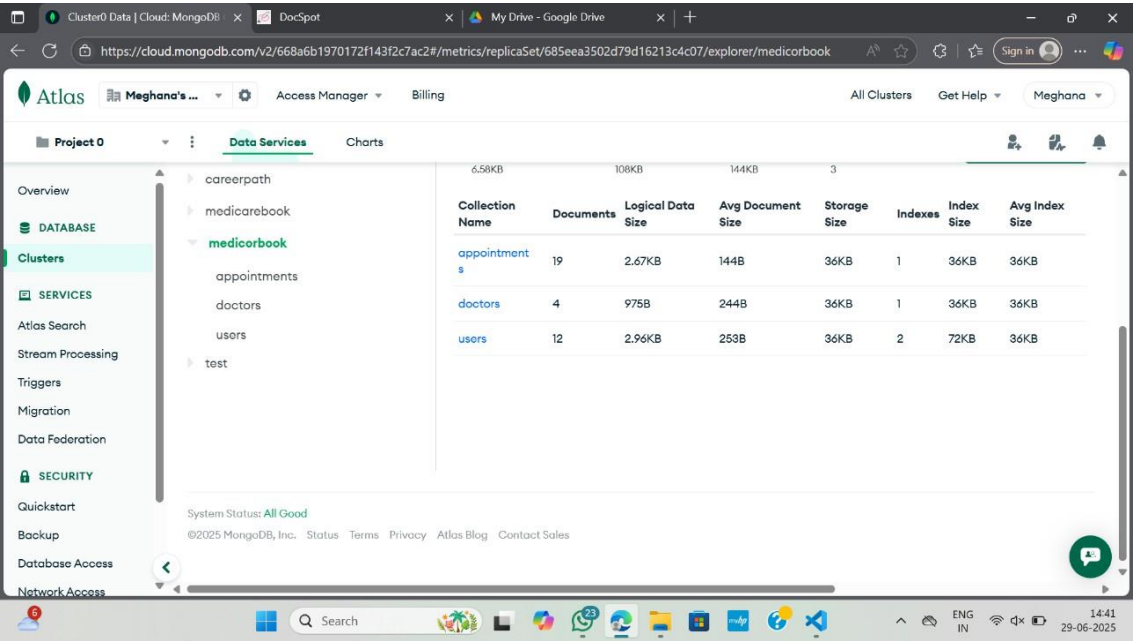 Cluster0 Data | Cloud: MongoDB
DocSpot
My Drive - Google Drive
https://cloud.mongodb.com/v2/668a6b1970172f143f2c7ac2#/metrics/replicaSet/685eea3502d79d16213c4c07/explorer/medicorbook
Sign in
Atlas
Meghana's ...
Access Manager
Billing
All Clusters
Get Help
Meghana
Project 0
Data Services
Charts
Overview
DATABASE
Clusters
SERVICES
Atlas Search
Stream Processing
Triggers
Migration
Data Federation
SECURITY
Quickstart
Backup
Database Access
Network Access
careerpath
medicarebook
medicorbook
appointments
doctors
users
test
6.58KB 108KB 144KB 3
Collection Name Documents Logical Data Size Avg Document Size Storage Size Indexes Index Size Avg Index Size
appointments 19 2.67KB 144B 36KB 1 36KB 36KB
doctors 4 975B 244B 36KB 1 36KB 36KB
users 12 2.96KB 253B 36KB 2 72KB 36KB
System Status: All Good
©2025 MongoDB, Inc. Status Terms Privacy Atlas Blog Contact Sales
6
Search
23
ENG
IN
14:41
29-06-2025